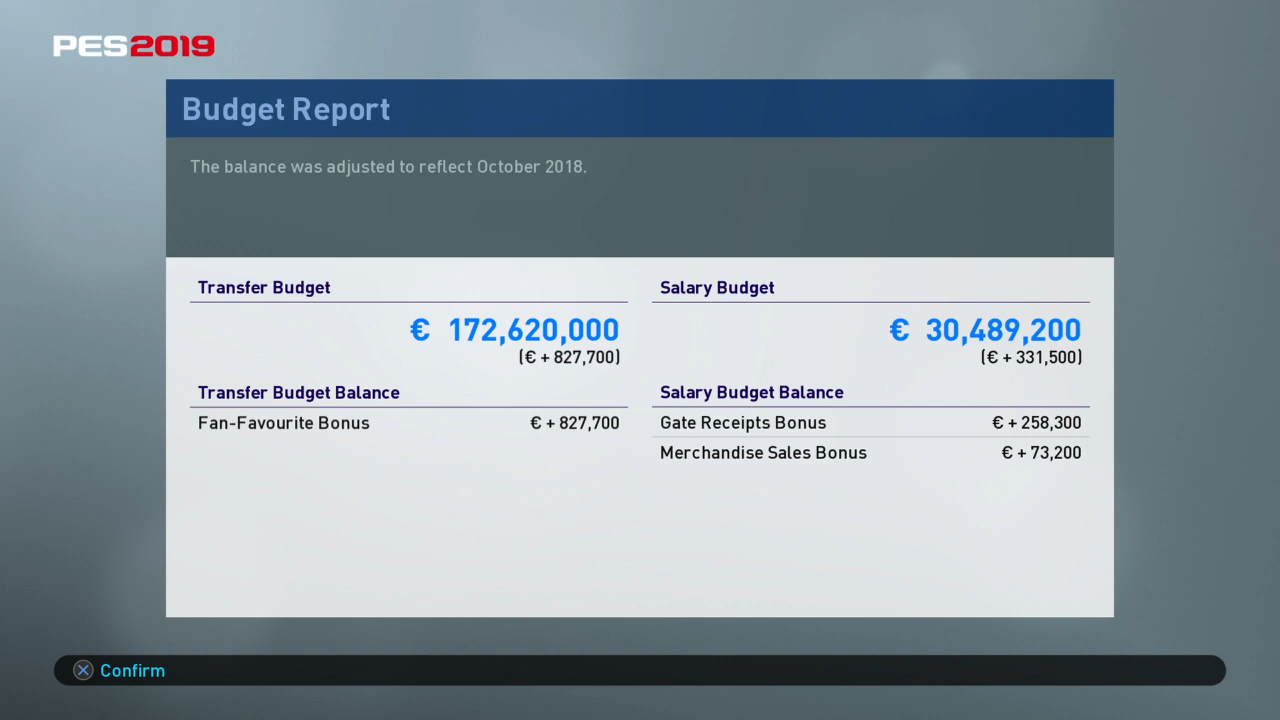 PES2019
Budget Report
The balance was adjusted to reflect October 2018.
Transfer Budget
€ 172,620,000
(€ + 827,700)
Transfer Budget Balance
Fan-Favourite Bonus € + 827,700
Salary Budget
€ 30,489,200
(€ + 331,500)
Salary Budget Balance
Gate Receipts Bonus € + 258,300
Merchandise Sales Bonus € + 73,200
Confirm